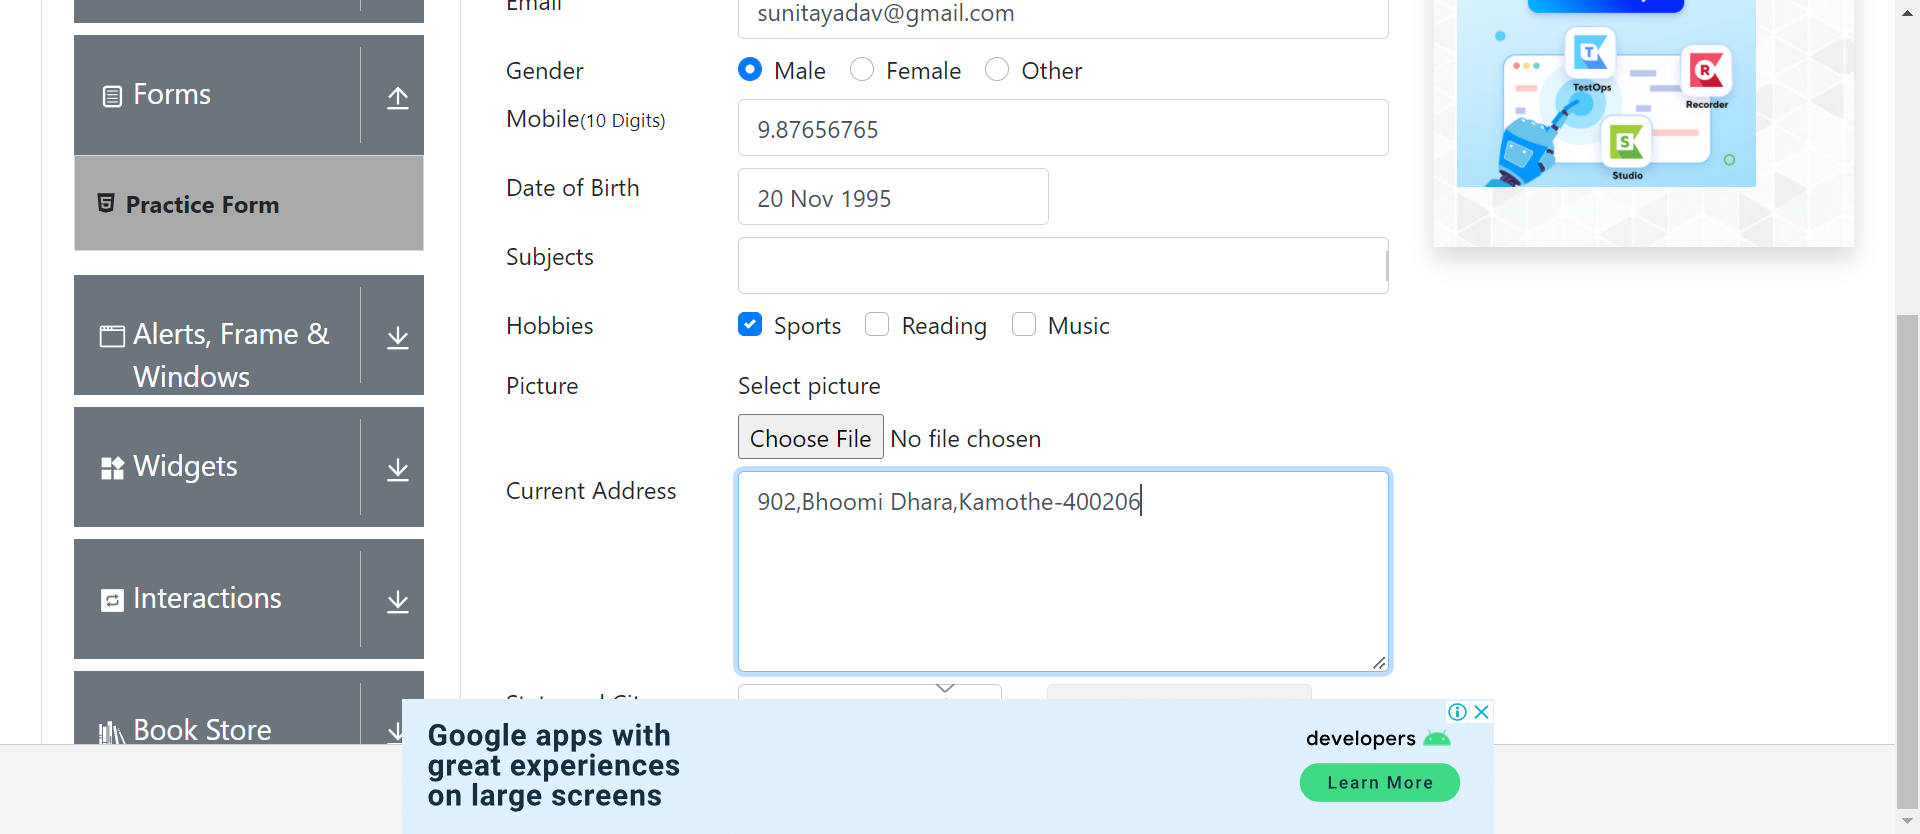 Email
sunitayadav@gmail.com
Forms
Gender
Male
Female
Other
Mobile(10 Digits)
9.87656765
Practice Form
Date of Birth
20 Nov 1995
Subjects
Alerts, Frame &
Windows
Hobbies
Sports
Reading
Music
Picture
Select picture
Choose File
No file chosen
Widgets
Current Address
902,Bhoomi Dhara,Kamothe-400206
Interactions
Book Store
Google apps with
great experiences
on large screens
developers
Learn More
TestOps
Recorder
Studio